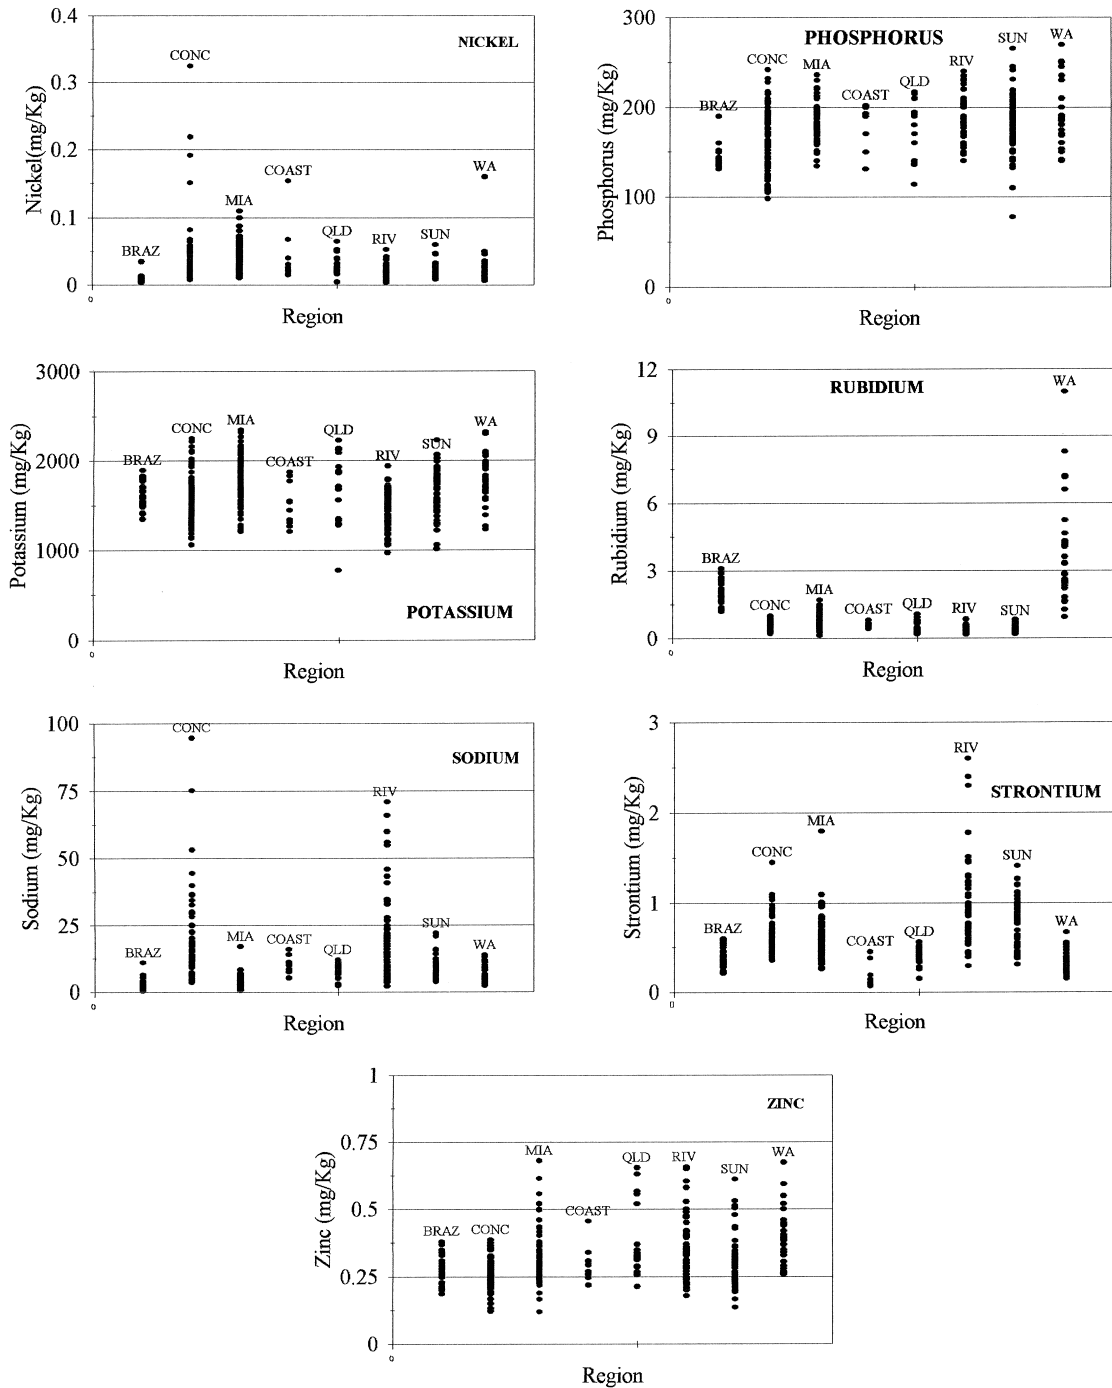 0.4
0.3
0.2
0.1
0
Nickel(mg/Kg)
NICKEL
BRAZ
CONC
MIA
COAST
QLD
RIV
SUN
WA
0
Region
300
200
100
0
Phosphorus (mg/Kg)
PHOSPHORUS
BRAZ
CONC
MIA
COAST
QLD
RIV
SUN
WA
0
Region
3000
2000
1000
0
Potassium (mg/Kg)
BRAZ
CONC
MIA
COAST
QLD
RIV
SUN
WA
POTASSIUM
0
Region
12
9
6
3
0
Rubidium (mg/Kg)
RUBIDIUM
BRAZ
CONC
MIA
COAST
QLD
RIV
SUN
WA
0
Region
100
75
50
25
0
Sodium (mg/Kg)
SODIUM
BRAZ
CONC
MIA
COAST
QLD
RIV
SUN
WA
0
Region
3
2
1
0
Strontium (mg/Kg)
STRONTIUM
BRAZ
CONC
MIA
COAST
QLD
RIV
SUN
WA
0
Region
1
0.75
0.5
0.25
0
Zinc (mg/Kg)
ZINC
BRAZ
CONC
MIA
COAST
QLD
RIV
SUN
WA
0
Region